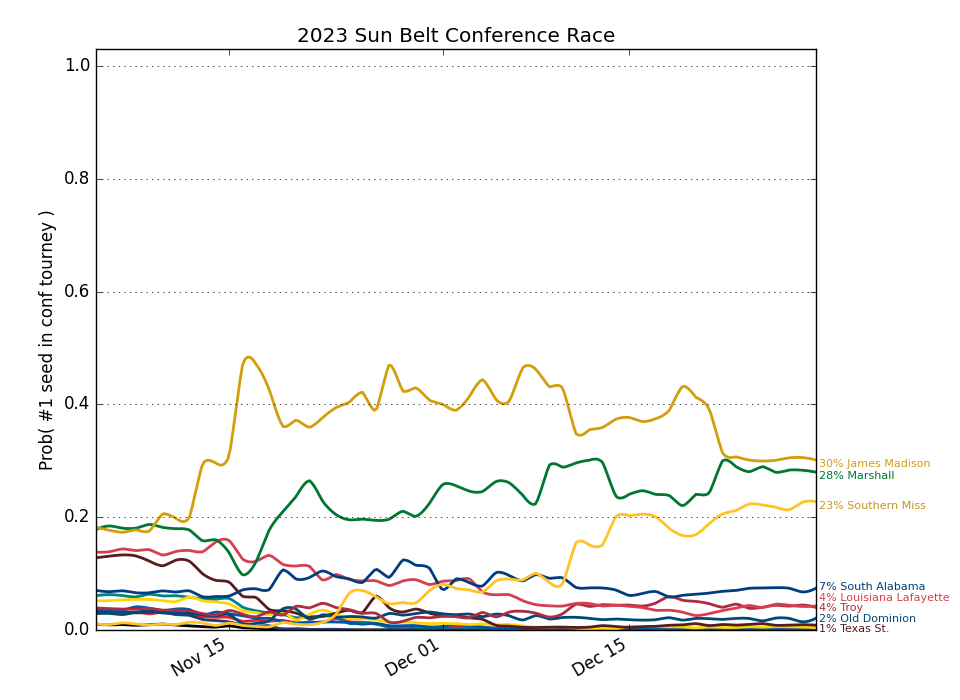 2023 Sun Belt Conference Race
Prob( #1 seed in conf tourney )
1.0
0.8
0.6
0.4
0.2
0.0
Nov 15
Dec 01
Dec 15
30% James Madison
28% Marshall
23% Southern Miss
7% South Alabama
4% Louisiana Lafayette
4% Troy
2% Old Dominion
1% Texas St.